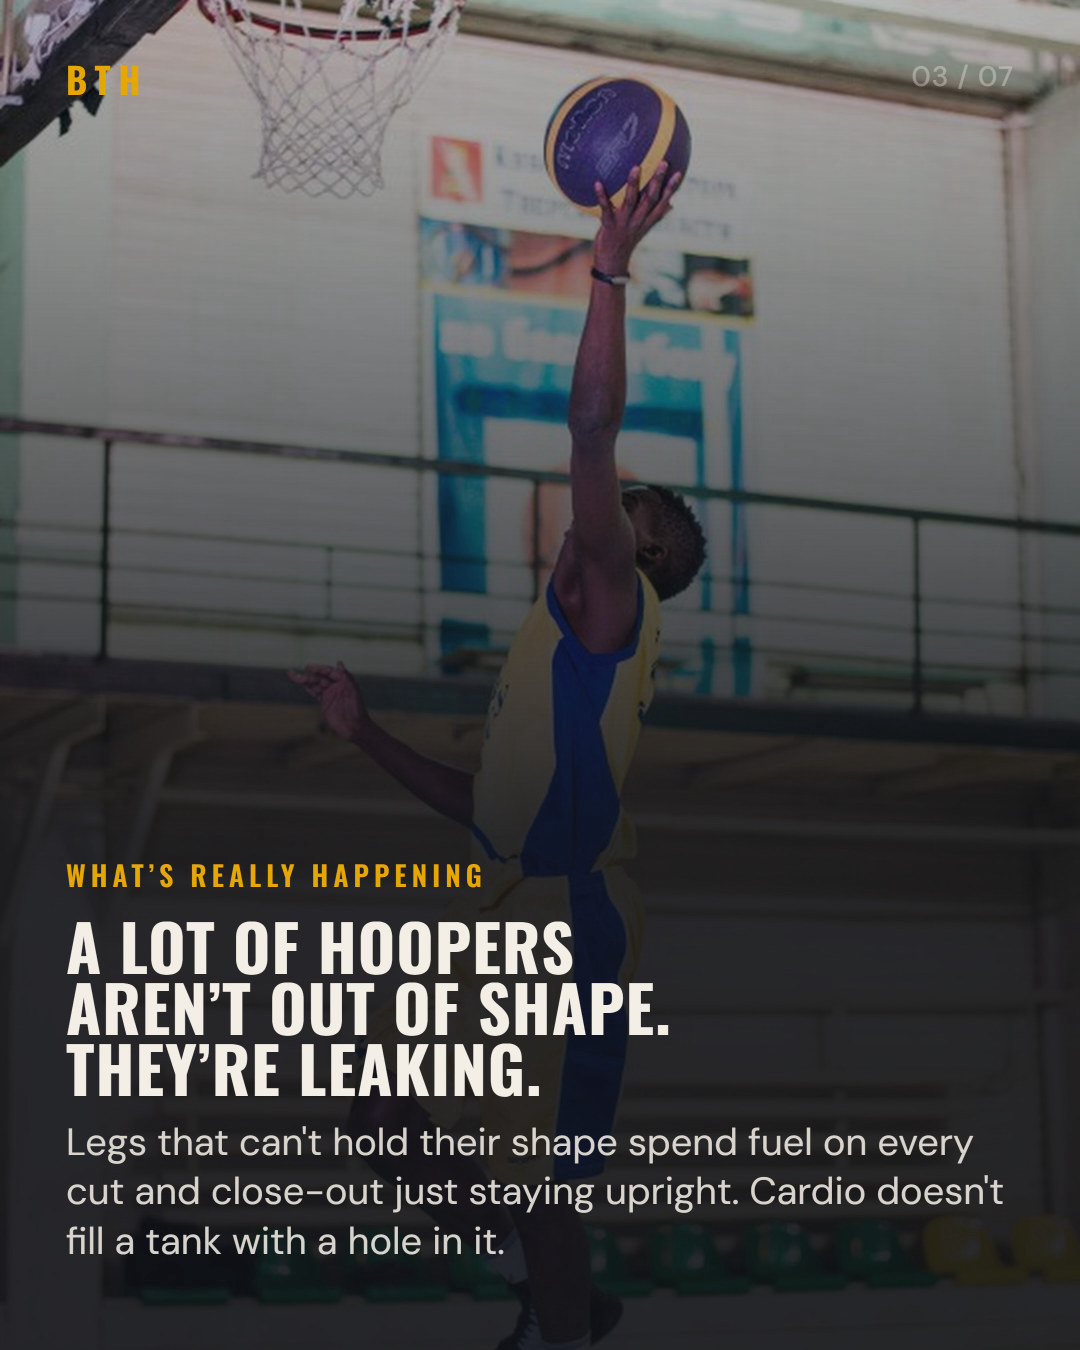 BTH
03 / 07
WHAT’S REALLY HAPPENING
A LOT OF HOOPERS
AREN’T OUT OF SHAPE.
THEY’RE LEAKING.
Legs that can't hold their shape spend fuel on every
cut and close-out just staying upright. Cardio doesn't
fill a tank with a hole in it.